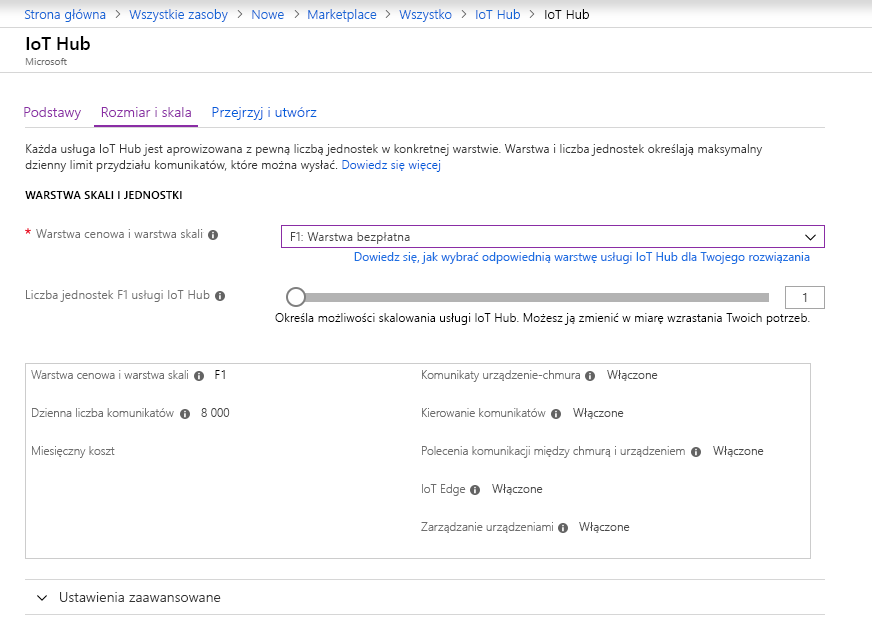 Strona główna > Wszystkie zasoby > Nowe > Marketplace > Wszystko > IoT Hub > IoT Hub
IoT Hub
Microsoft
Podstawy Rozmiar i skala Przejrzyj i utwórz
Każda usługa IoT Hub jest aprowizowana z pewną liczbą jednostek w konkretnej warstwie. Warstwa i liczba jednostek określają maksymalny
dzienny limit przydziału komunikatów, które można wysłać. Dowiedz się więcej
WARSTWA SKALI I JEDNOSTKI
* Warstwa cenowa i warstwa skali F1: Warstwa bezpłatna
Dowiedz się, jak wybrać odpowiednią warstwę usługi IoT Hub dla Twojego rozwiązania
Liczba jednostek F1 usługi IoT Hub 1
Określa możliwości skalowania usługi IoT Hub. Możesz ją zmienić w miarę wzrastania Twoich potrzeb.
Warstwa cenowa i warstwa skali F1 Komunikaty urządzenie-chmura Włączone
Dzienna liczba komunikatów 8 000 Kierowanie komunikatów Włączone
Miesięczny koszt Polecenia komunikacji między chmurą i urządzeniem Włączone
IoT Edge Włączone
Zarządzanie urządzeniami Włączone
Ustawienia zaawansowane